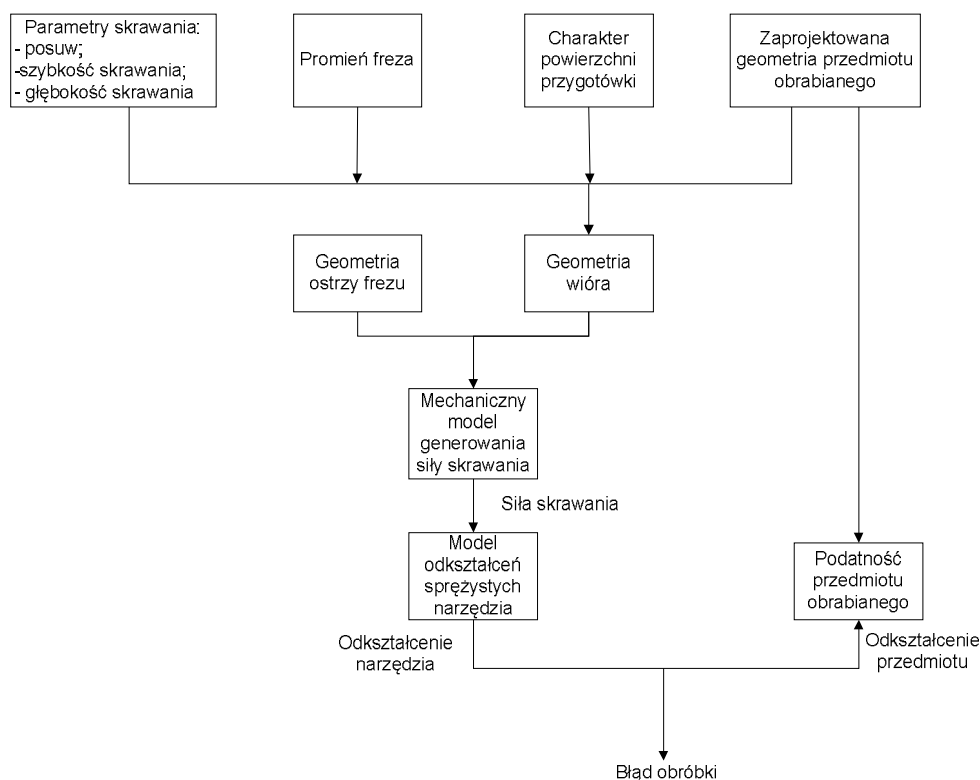 Parametry skrawania:
- posuw;
-szybkość skrawania;
- głębokość skrawania
Promień freza
Charakter
powierzchni
przygotówki
Zaprojektowana
geometria przedmiotu
obrabianego
Geometria
ostrzy frezu
Geometria
wióra
Mechaniczny
model
generowania
siły skrawania
Siła skrawania
Model
odkształceń
sprężystych
narzędzia
Podatność
przedmiotu
obrabianego
Odkształcenie
narzędzia
Odkształcenie
przedmiotu
Błąd obróbki